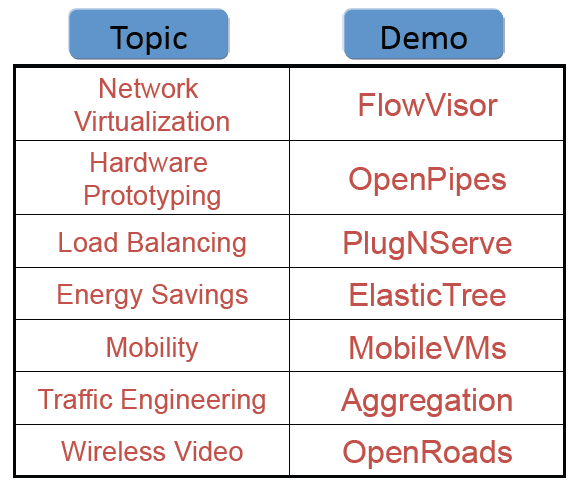 Topic Demo
Network
Virtualization
FlowVisor
Hardware
Prototyping
OpenPipes
Load Balancing PlugNServe
Energy Savings ElasticTree
Mobility MobileVMs
Traffic Engineering Aggregation
Wireless Video OpenRoads